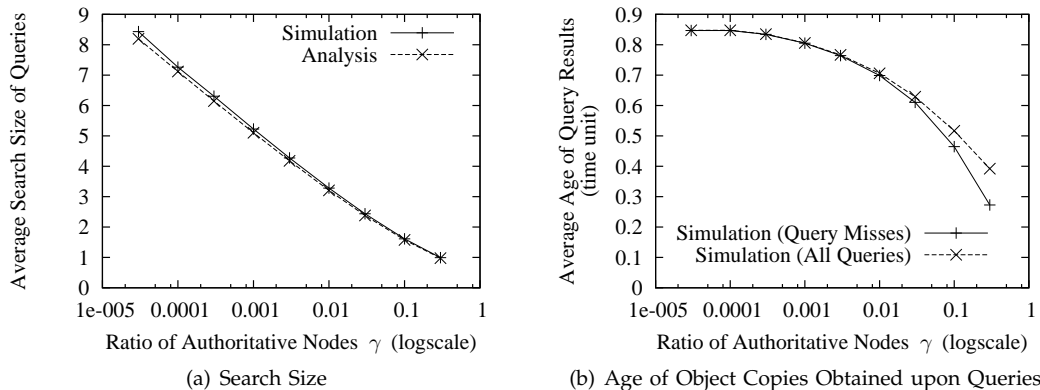 Average Search Size of Queries
9
8
7
6
5
4
3
2
1
0
Simulation
Analysis
1e-005 0.0001 0.001 0.01 0.1 1
Ratio of Authoritative Nodes γ (logscale)
(a) Search Size
Average Age of Query Results
(time unit)
0.9
0.8
0.7
0.6
0.5
0.4
0.3
0.2
0.1
0
Simulation (Query Misses)
Simulation (All Queries)
1e-005 0.0001 0.001 0.01 0.1 1
Ratio of Authoritative Nodes γ (logscale)
(b) Age of Object Copies Obtained upon Queries